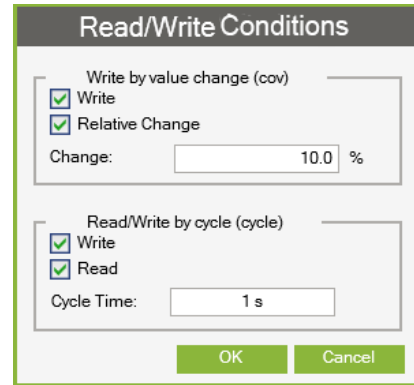 Read/Write Conditions
Write by value change (cov)
Write
Relative Change
Change: 10.0 %
Read/Write by cycle (cycle)
Write
Read
Cycle Time: 1 s
OK Cancel